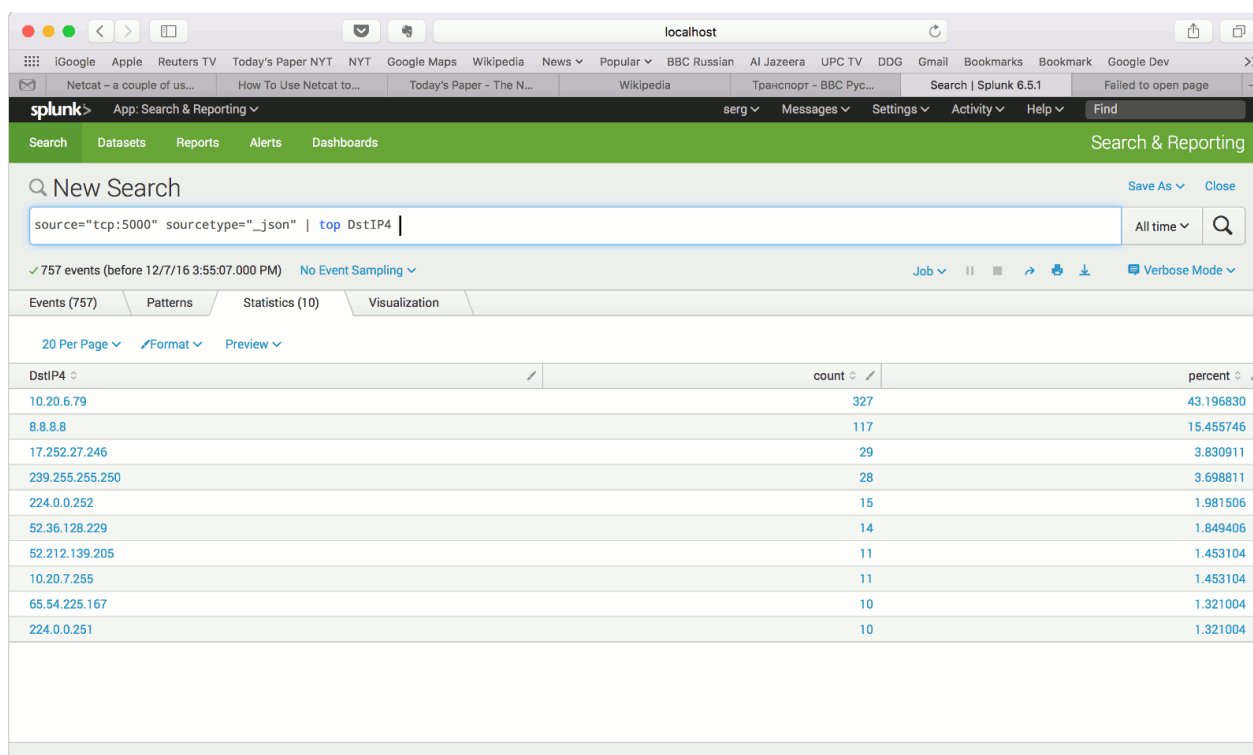 localhost
iGoogle Apple Reuters TV Today's Paper NYT NYT Google Maps Wikipedia News Popular BBC Russian Al Jazeera UPC TV DDG Gmail Bookmarks Bookmark Google Dev
Netcat – a couple of us... How To Use Netcat to... Today's Paper - The N... Wikipedia Транспорт - BBC Рус... Search | Splunk 6.5.1 Failed to open page
splunk> App: Search & Reporting serg Messages Settings Activity Help Find
Search Datasets Reports Alerts Dashboards Search & Reporting
New Search Save As Close
source="tcp:5000" sourcetype="_json" | top DstIP4 All time
757 events (before 12/7/16 3:55:07.000 PM) No Event Sampling Job Verbose Mode
Events (757) Patterns Statistics (10) Visualization
20 Per Page Format Preview
DstIP4 count percent
10.20.6.79 327 43.196830
8.8.8.8 117 15.455746
17.252.27.246 29 3.830911
239.255.255.250 28 3.698811
224.0.0.252 15 1.981506
52.36.128.229 14 1.849406
52.212.139.205 11 1.453104
10.20.7.255 11 1.453104
65.54.225.167 10 1.321004
224.0.0.251 10 1.321004